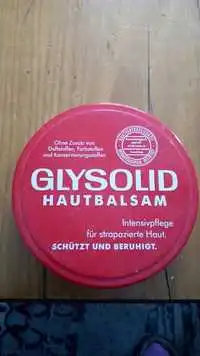 Ohne Zusatz von
Duftstoffen, Farbstoffen
und Konservierungsstoffen
GLYSOLID
HAUTBALSAM
Intensivpflege
für strapazierte Haut.
SCHÜTZT UND BERUHIGT.